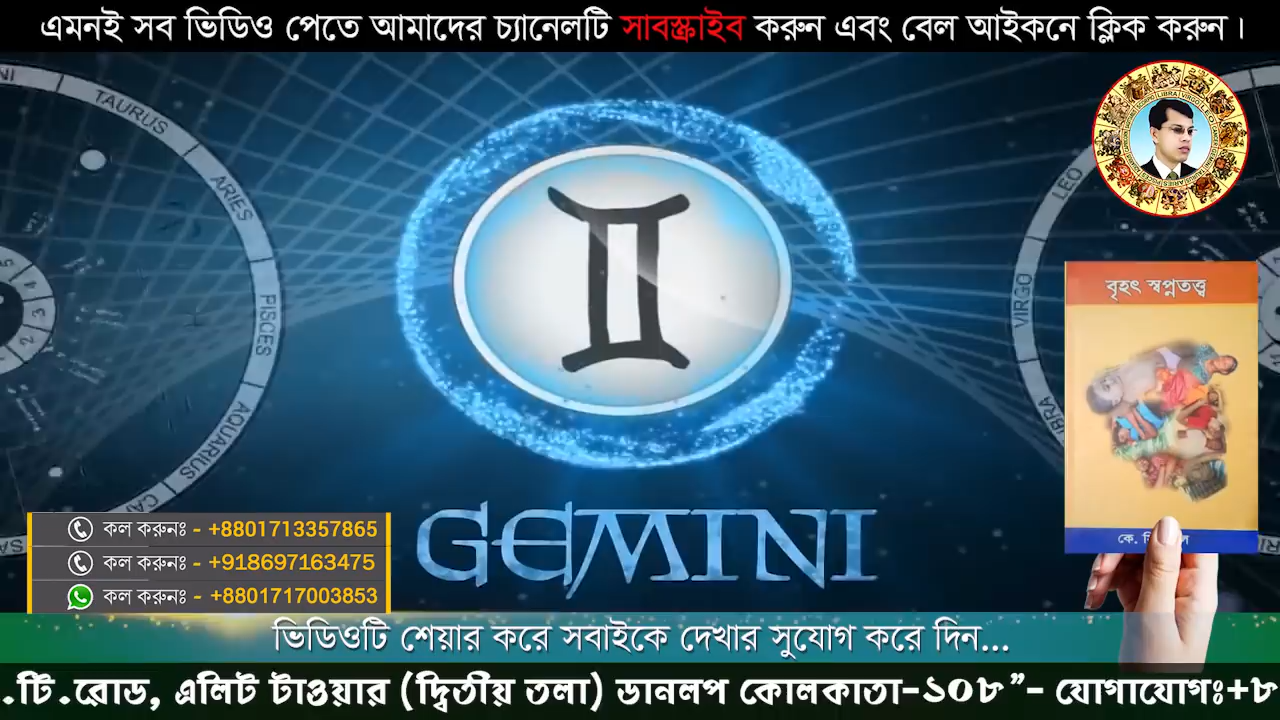 এমনই সব ভিডিও পেতে আমাদের চ্যানেলটি সাবস্ক্রাইব করুন এবং বেল আইকনে ক্লিক করুন।
TAURUS
ARIES
PISCES
AQUARIUS
LEO
VIRGO
বৃহৎ স্বপ্নতত্ত্ব
কে.
GEMINI
কল করুনঃ - +8801713357865
কল করুনঃ - +918697163475
কল করুনঃ - +8801717003853
ভিডিওটি শেয়ার করে সবাইকে দেখার সুযোগ করে দিন...
.টি.রোড, এলিট টাওয়ার (দ্বিতীয় তলা) ডানলপ কোলকাতা-১০৮”- যোগাযোগঃ+৮